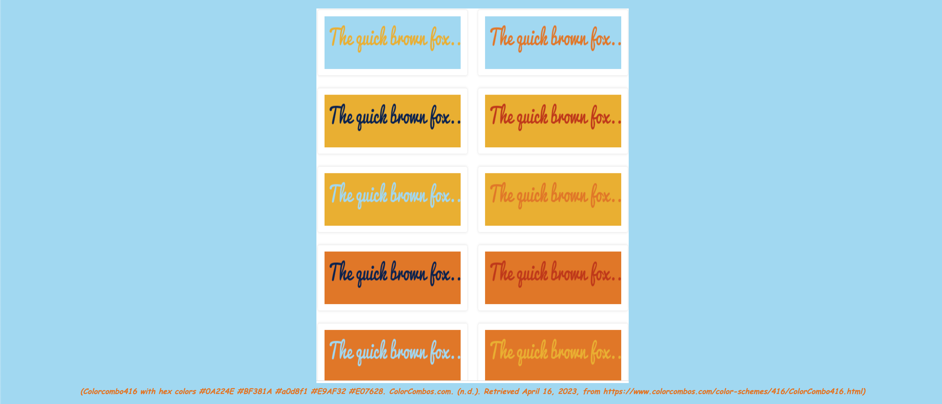 The quick brown fox. .
The quick brown fox. .
The quick brown fox. .
The quick brown fox. .
The quick brown fox. .
The quick brown fox. .
The quick brown fox. .
The quick brown fox. .
The quick brown fox. .
The quick brown fox. .
(Colorcombo416 with hex colors #0A224E #BF381A #a0d8f1 #E9AF32 #E07628. ColorCombos.com. (n.d.). Retrieved April 16, 2023, from https://www.colorcombos.com/color-schemes/416/ColorCombo416.html)